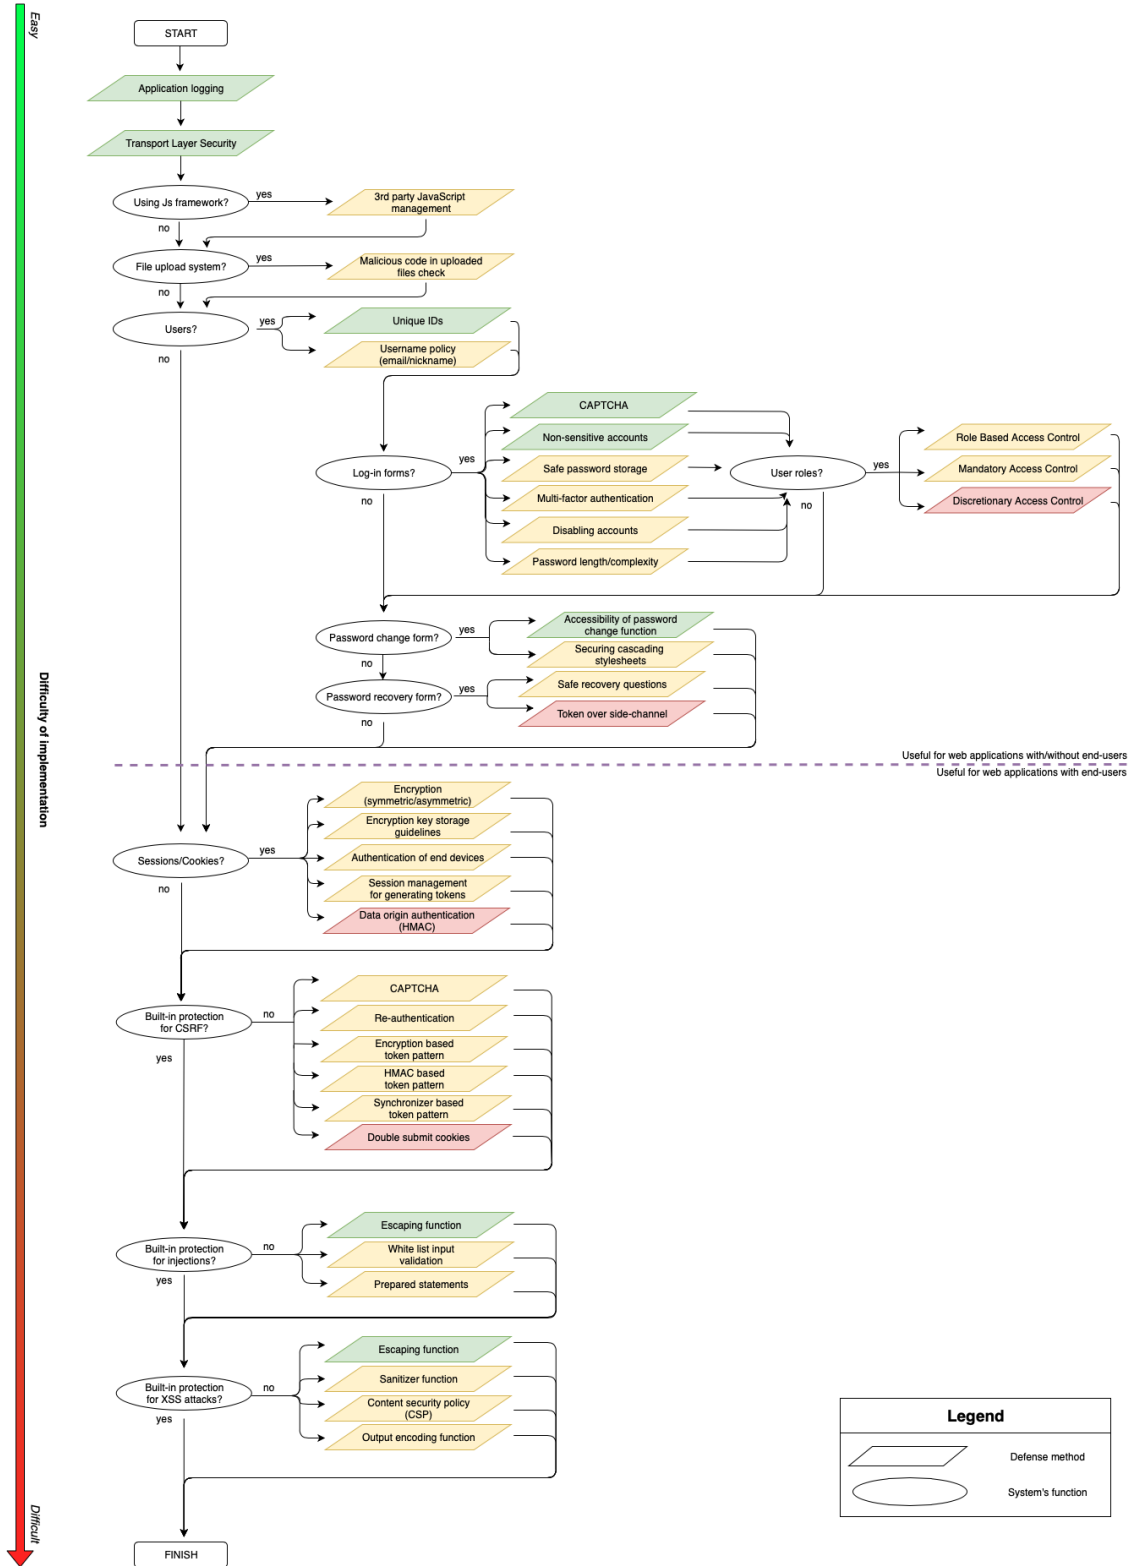 Easy
START
Application logging
Transport Layer Security
Using Js framework?
yes
3rd party JavaScript
management
no
File upload system?
yes
Malicious code in uploaded
files check
no
Users?
yes
Unique IDs
Username policy
(email/nickname)
no
Log-in forms?
yes
CAPTCHA
Non-sensitive accounts
Safe password storage
Multi-factor authentication
Disabling accounts
Password length/complexity
no
User roles?
yes
no
Role Based Access Control
Mandatory Access Control
Discretionary Access Control
Password change form?
yes
Accessibility of password
change function
Securing cascading
stylesheets
no
Password recovery form?
yes
Safe recovery questions
Token over side-channel
no
Difficulty of implementation
Useful for web applications with/without end-users
Useful for web applications with end-users
Sessions/Cookies?
yes
Encryption
(symmetric/asymmetric)
Encryption key storage
guidelines
Authentication of end devices
Session management
for generating tokens
Data origin authentication
(HMAC)
no
Built-in protection
for CSRF?
no
CAPTCHA
Re-authentication
Encryption based
token pattern
HMAC based
token pattern
Synchronizer based
token pattern
Double submit cookies
yes
Built-in protection
for injections?
no
Escaping function
White list input
validation
Prepared statements
yes
Built-in protection
for XSS attacks?
no
Escaping function
Sanitizer function
Content security policy
(CSP)
Output encoding function
yes
Legend
Defense method
System's function
Difficult
FINISH